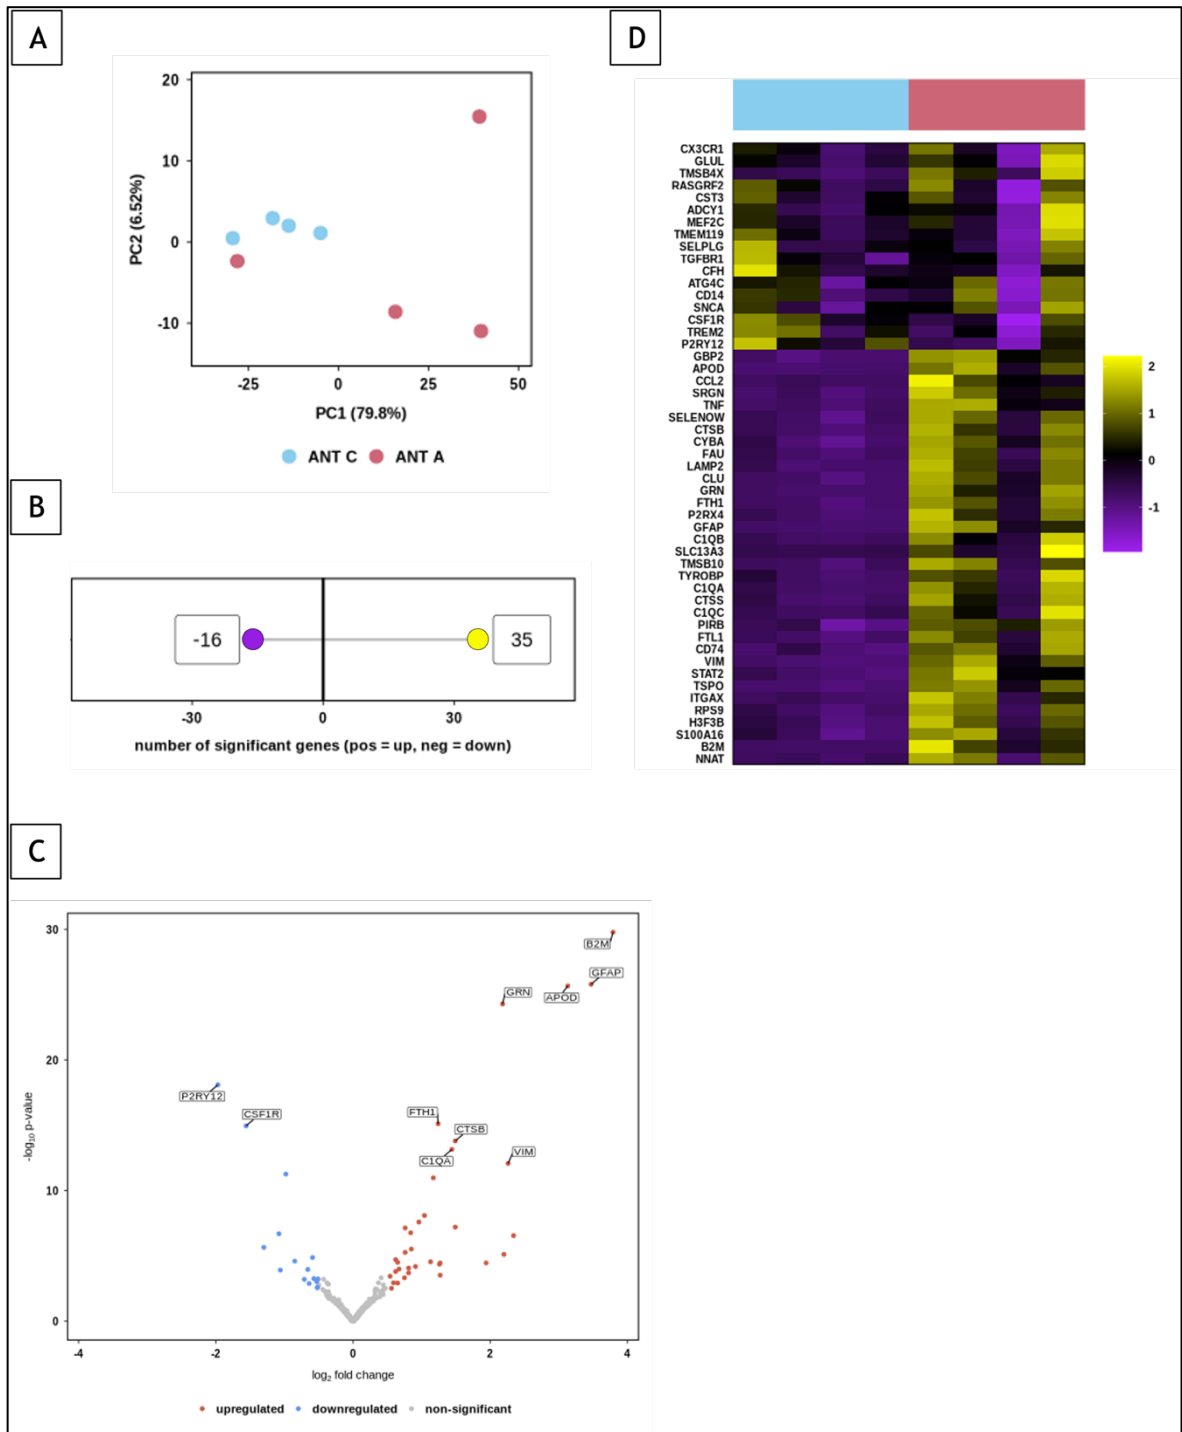 A
20
10
0
-10
PC2 (6.52%)
-25
0
25
50
PC1 (79.8%)
ANT C
ANT A
B
-16
35
-30
0
30
number of significant genes (pos = up, neg = down)
C
30
20
10
0
-log10 p-value
B2M
GFAP
APOD
GRN
P2RY12
CSF1R
FTH1
CTSB
C1QA
VIM
-4
-2
0
2
4
log2 fold change
upregulated
downregulated
non-significant
D
CX3CR1
GLUL
TMSB4X
RASGRF2
CST3
ADCY1
MEF2C
TMEM119
SELPLG
TGFBR1
CFH
ATG4C
CD14
SNCA
CSF1R
TREM2
P2RY12
GBP2
APOD
CCL2
SRGN
TNF
SELENOW
CTSB
CYBA
FAU
LAMP2
CLU
GRN
FTH1
P2RX4
GFAP
C1QB
SLC13A3
TMSB10
TYROBP
C1QA
CTSS
C1QC
PIRB
FTL1
CD74
VIM
STAT2
TSPO
ITGAX
RPS9
H3F3B
S100A16
B2M
NNAT
2
1
0
-1